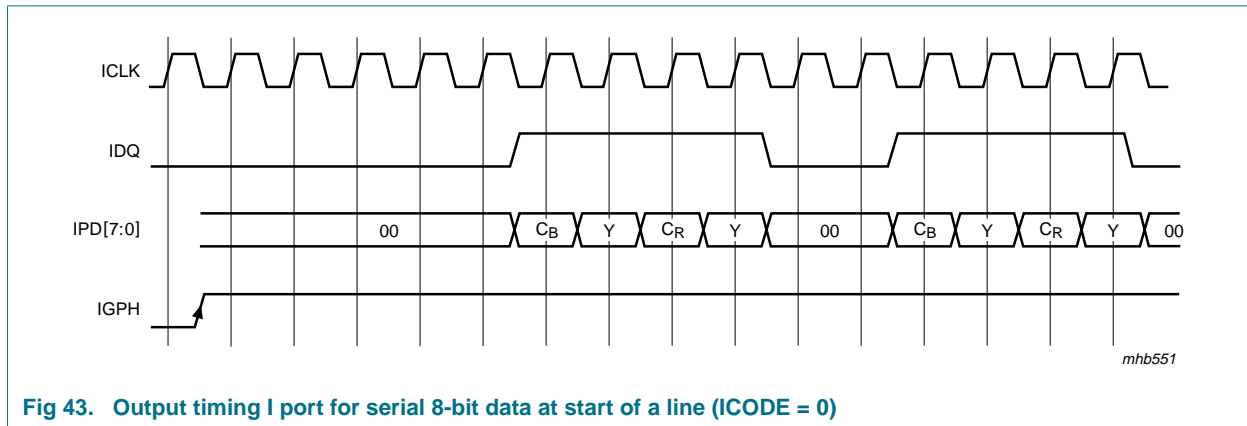 ICLK
IDQ
IPD[7:0]
00 CB Y CR Y 00 CB Y CR Y 00
IGPH
mhb551
Fig 43. Output timing I port for serial 8-bit data at start of a line (ICODE = 0)